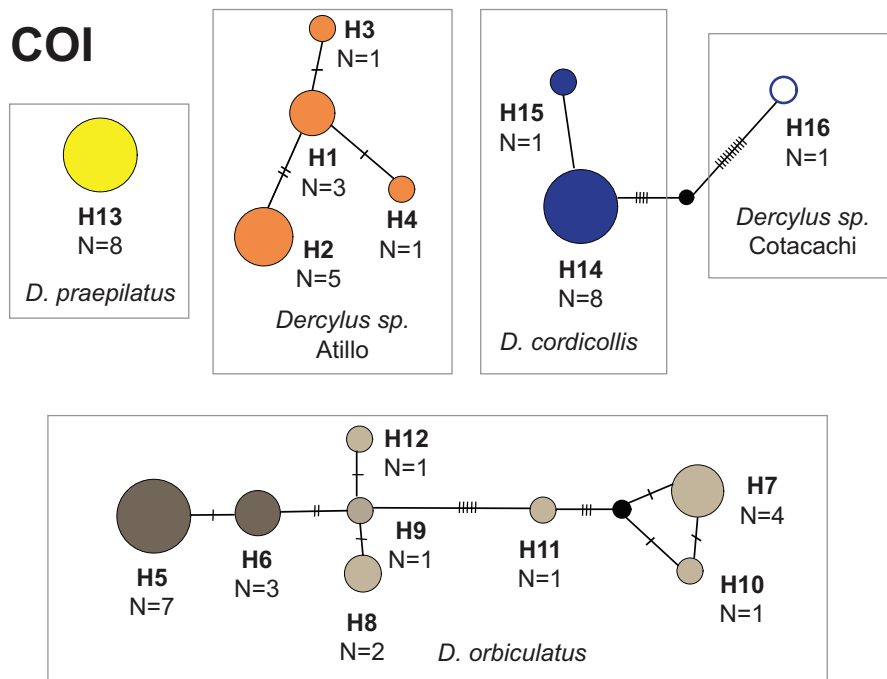 COI
H13
N=8
D. praepilatus
H3
N=1
H1
N=3
H4
N=1
H2
N=5
Dercylus sp.
Atillo
H15
N=1
H14
N=8
D. cordicollis
H16
N=1
Dercylus sp.
Cotacachi
H12
N=1
H5
N=7
H6
N=3
H9
N=1
H8
N=2
H11
N=1
H7
N=4
H10
N=1
D. orbiculatus